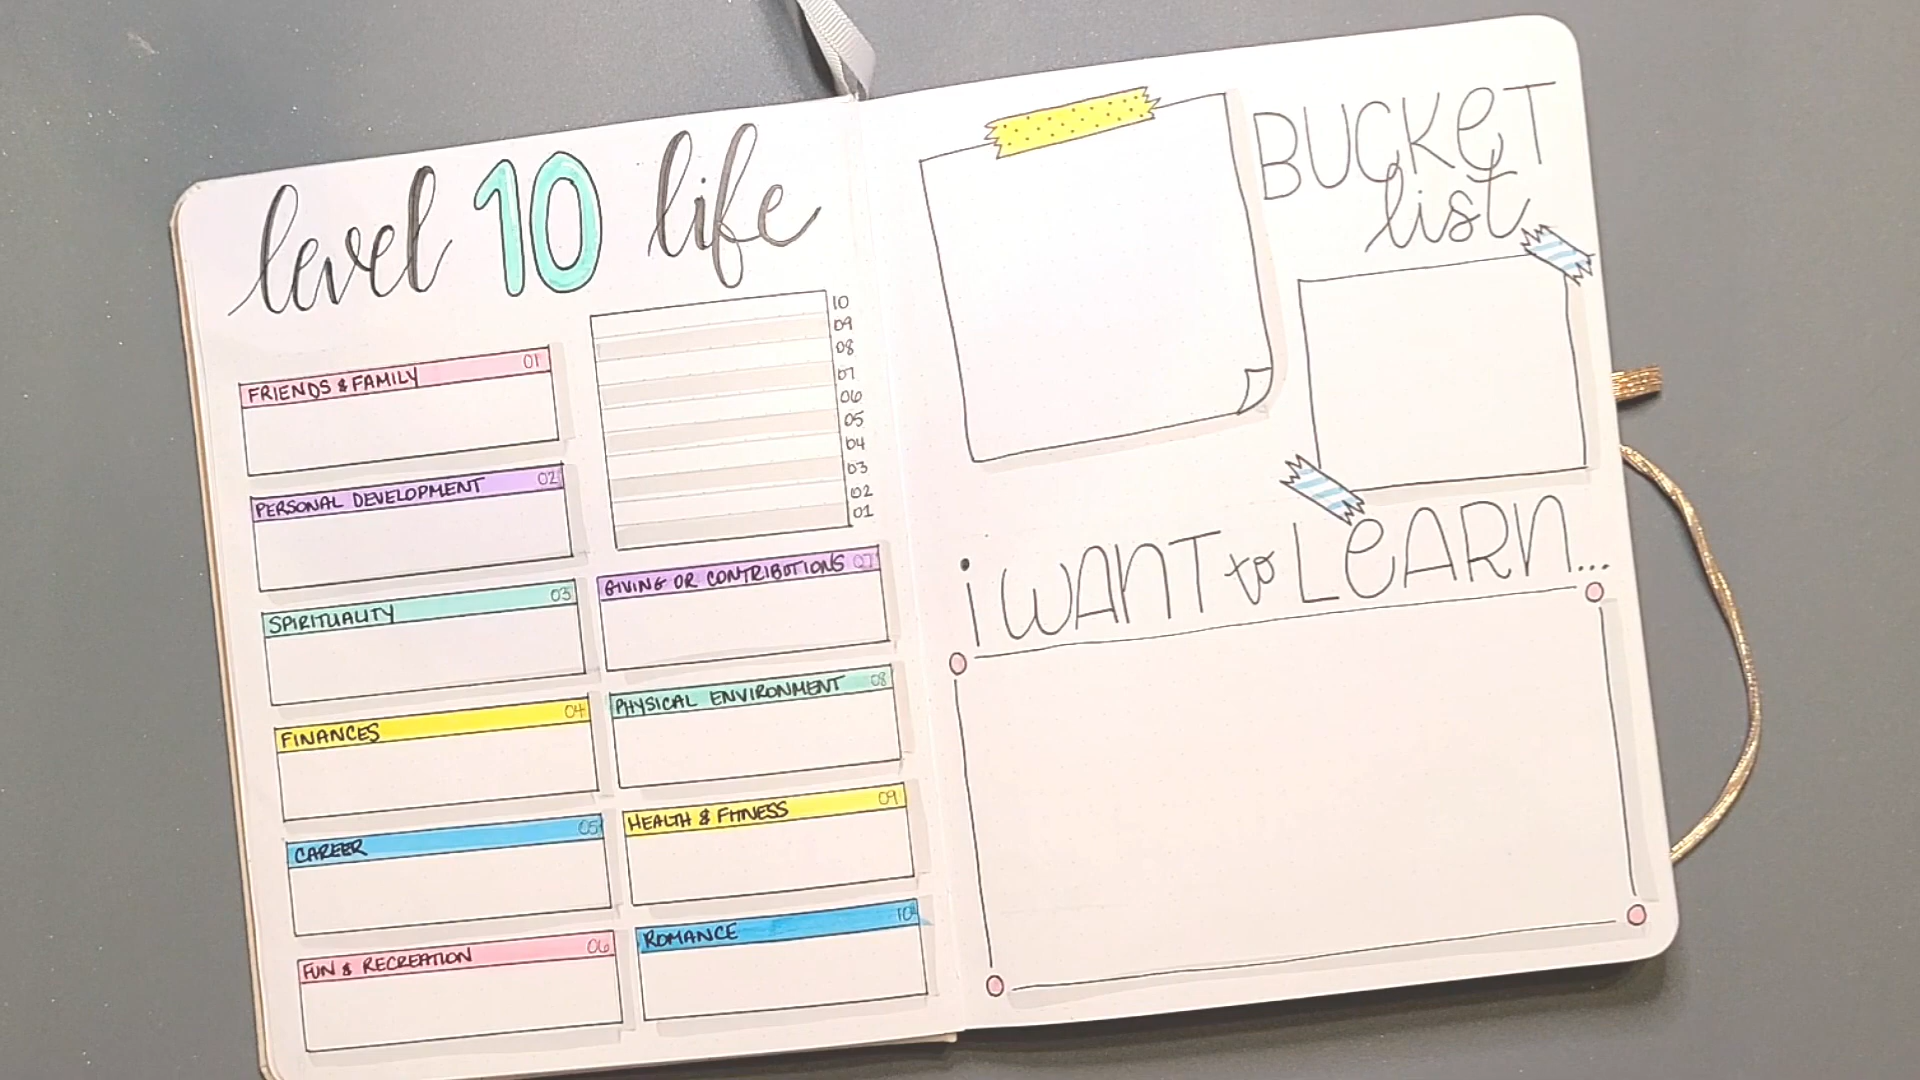 level 10 life
FRIENDS & FAMILY 01
PERSONAL DEVELOPMENT 02
SPIRITUALITY 03
FINANCES 04
CAREER 05
FUN & RECREATION 06
10
09
08
07
06
05
04
03
02
01
GIVING OR CONTRIBUTIONS 07
PHYSICAL ENVIRONMENT 08
HEALTH & FITNESS 09
ROMANCE 10
BUCKeT
list
i WANT to LeARN...